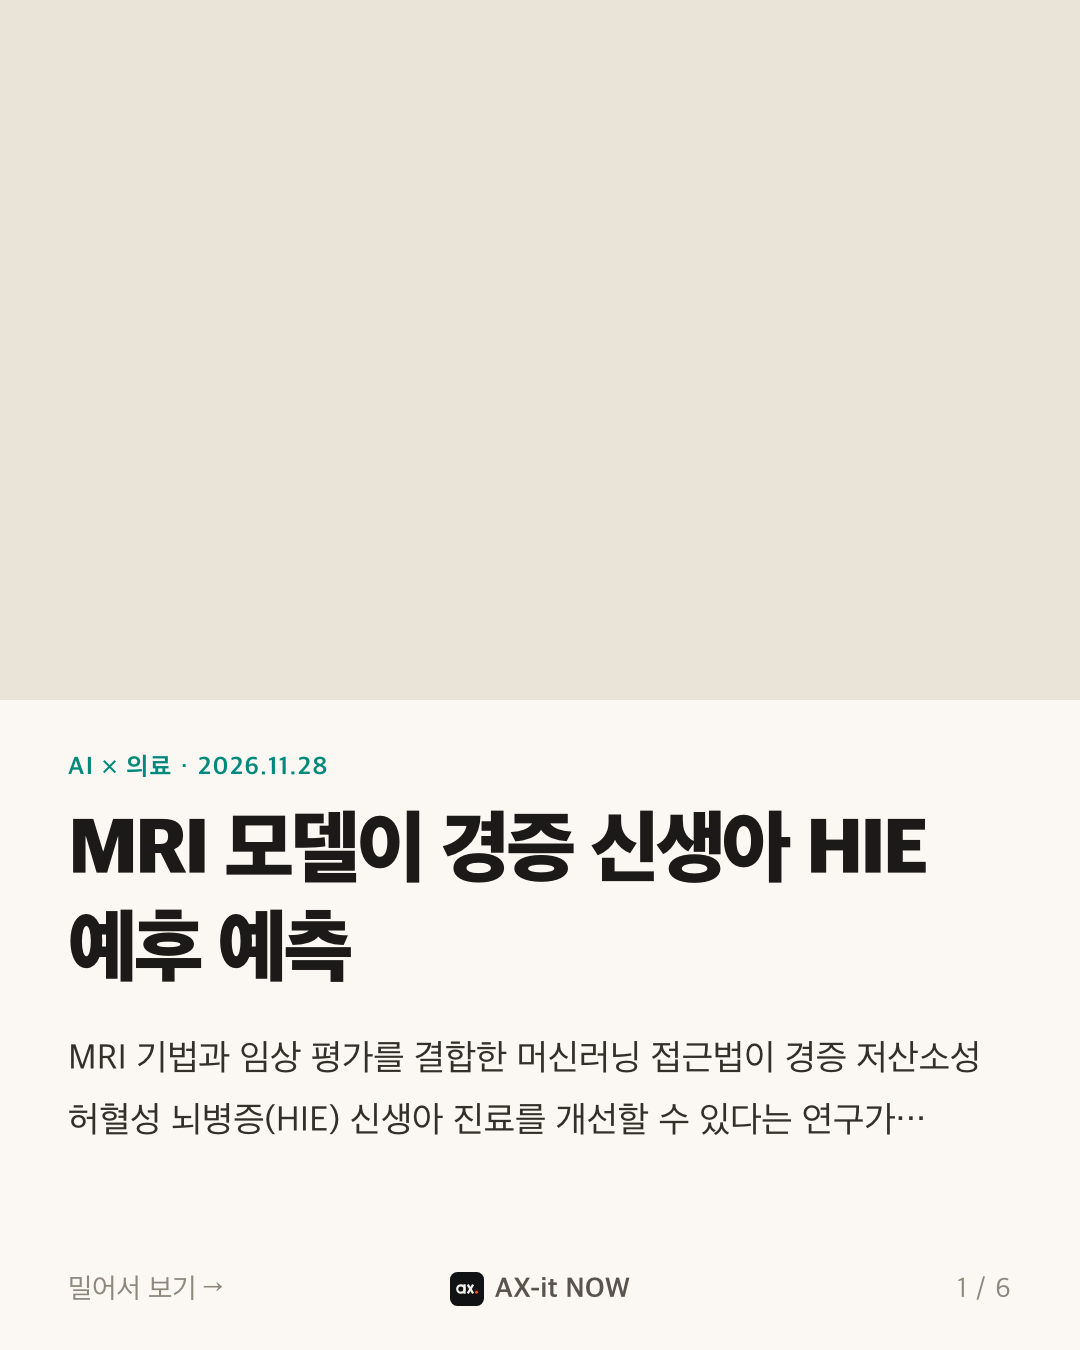 AI × 의료 · 2026.11.28
MRI 모델이 경증 신생아 HIE
예후 예측
MRI 기법과 임상 평가를 결합한 머신러닝 접근법이 경증 저산소성
허혈성 뇌병증(HIE) 신생아 진료를 개선할 수 있다는 연구가…
밀어서 보기 → ax. AX-it NOW 1 / 6